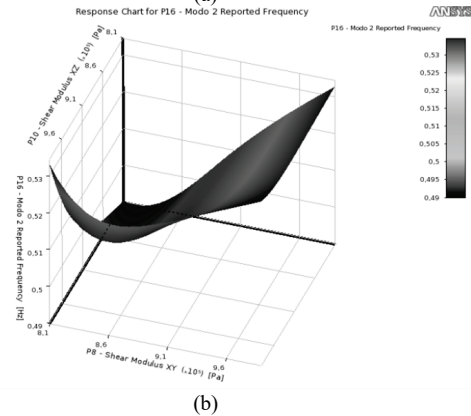 (a)
Response Chart for P16 - Modo 2 Reported Frequency
ANSYS
P16 - Modo 2 Reported Frequency
0,53
0,525
0,52
0,515
0,51
0,505
0,5
0,495
0,49
P10 - Shear Modulus XZ (,10⁵) [Pa]
8,1
8,6
9,1
9,6
P16 - Modo 2 Reported Frequency [Hz]
0,53
0,52
0,51
0,5
0,49
8,1
8,6
9,1
9,6
P8 - Shear Modulus XY (,10⁵) [Pa]
(b)